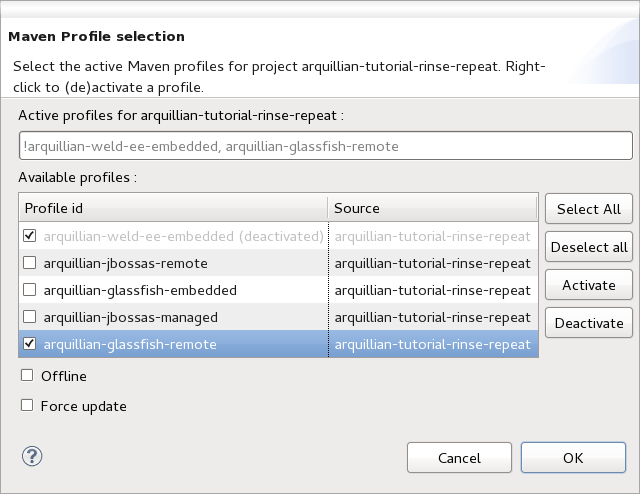 Maven Profile selection
Select the active Maven profiles for project arquillian-tutorial-rinse-repeat. Right-
click to (de)activate a profile.
Active profiles for arquillian-tutorial-rinse-repeat :
!arquillian-weld-ee-embedded, arquillian-glassfish-remote
Available profiles :
Profile id Source
arquillian-weld-ee-embedded (deactivated) arquillian-tutorial-rinse-repeat
arquillian-jbossas-remote arquillian-tutorial-rinse-repeat
arquillian-glassfish-embedded arquillian-tutorial-rinse-repeat
arquillian-jbossas-managed arquillian-tutorial-rinse-repeat
arquillian-glassfish-remote arquillian-tutorial-rinse-repeat
Select All
Deselect all
Activate
Deactivate
Offline
Force update
?
Cancel OK